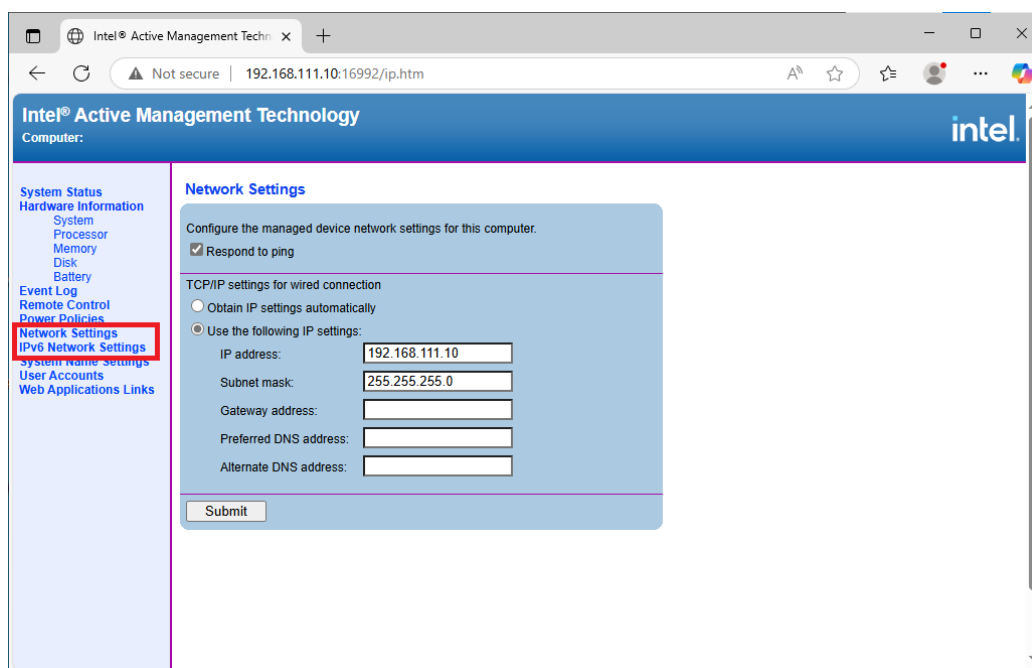 Intel® Active Management Techn
Not secure | 192.168.111.10:16992/ip.htm
Intel® Active Management Technology
Computer:
intel.
System Status
Hardware Information
System
Processor
Memory
Disk
Battery
Event Log
Remote Control
Power Policies
Network Settings
IPv6 Network Settings
System Name Settings
User Accounts
Web Applications Links
Network Settings
Configure the managed device network settings for this computer.
Respond to ping
TCP/IP settings for wired connection
Obtain IP settings automatically
Use the following IP settings:
IP address: 192.168.111.10
Subnet mask: 255.255.255.0
Gateway address:
Preferred DNS address:
Alternate DNS address:
Submit